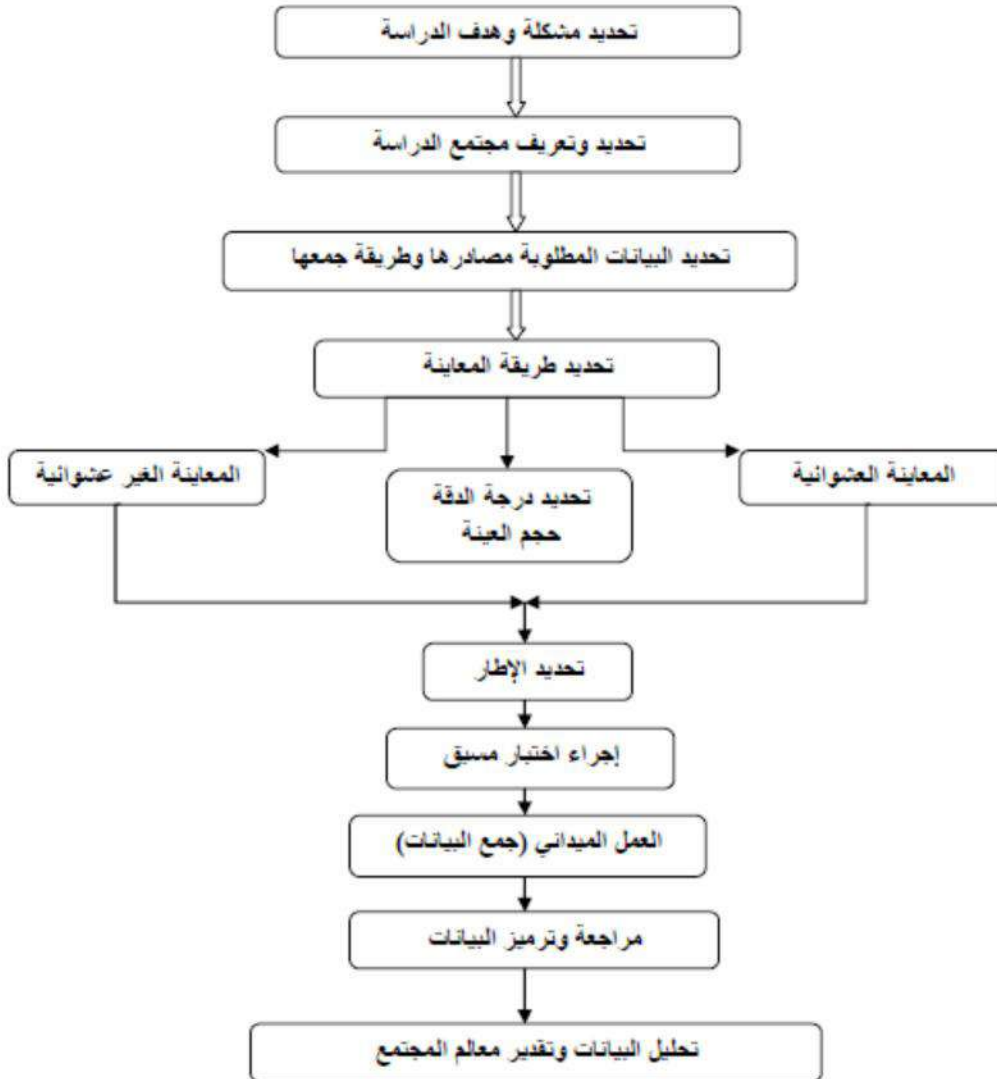 تحديد مشكلة وهدف الدراسة
تحديد وتعريف مجتمع الدراسة
تحديد البيانات المطلوبة مصادرها وطريقة جمعها
تحديد طريقة المعاينة
المعاينة العشوائية
تحديد درجة الدقة
حجم العينة
المعاينة الغير عشوائية
تحديد الإطار
إجراء اختبار مسبق
العمل الميداني (جمع البيانات)
مراجعة وترميز البيانات
تحليل البيانات وتقدير معالم المجتمع